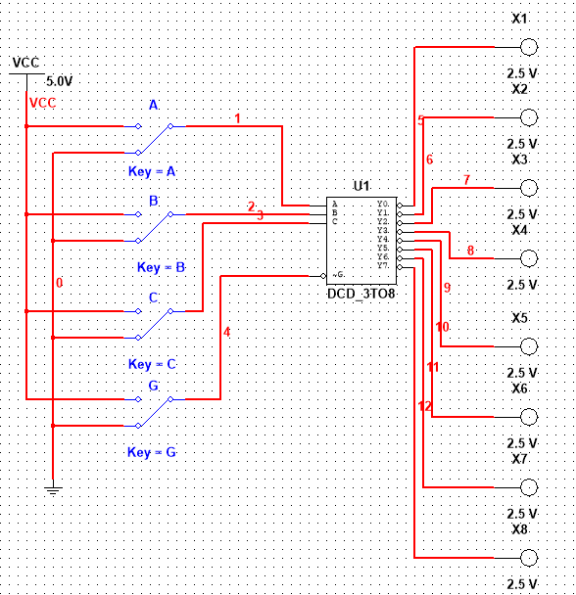 VCC
5.0V
VCC
A
Key = A
B
Key = B
C
Key = C
G
Key = G
0
1
2
3
4
U1
A
B
C
~G
Y0
Y1
Y2
Y3
Y4
Y5
Y6
Y7
DCD_3TO8
5
6
7
8
9
10
11
12
X1
2.5 V
X2
2.5 V
X3
2.5 V
X4
2.5 V
X5
2.5 V
X6
2.5 V
X7
2.5 V
X8
2.5 V